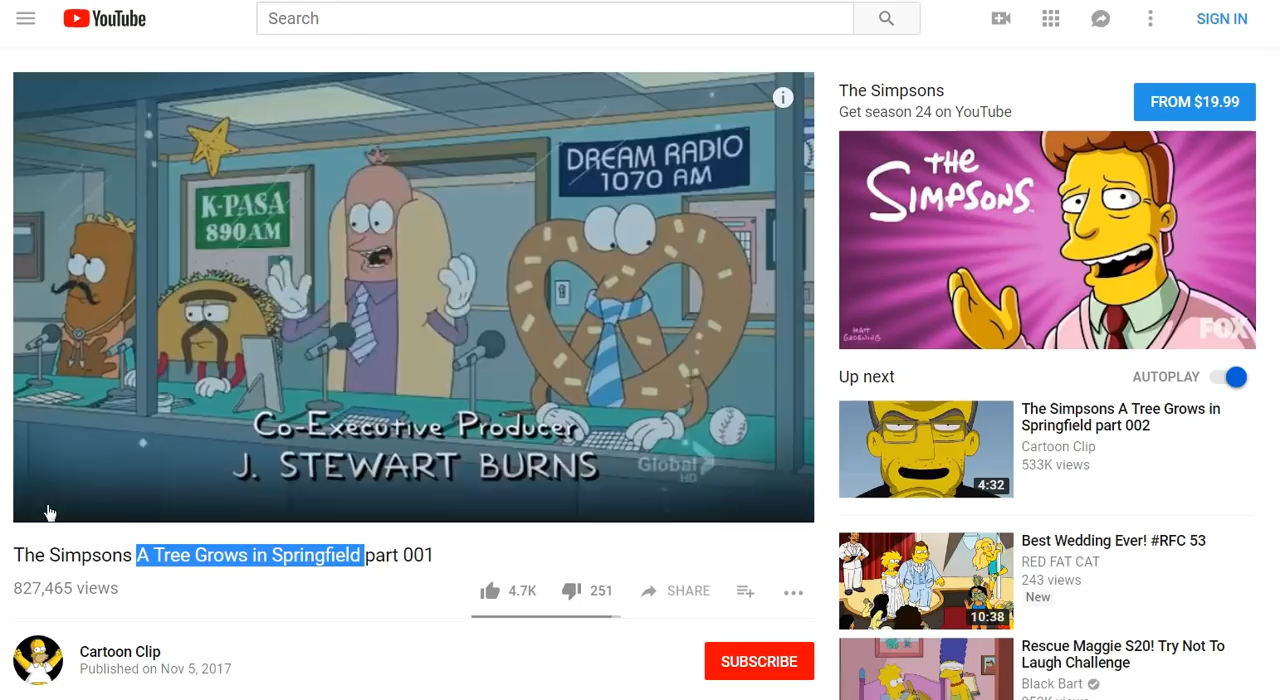 YouTube
Search
SIGN IN
K-PASA
890AM
DREAM RADIO
1070 AM
Co-Executive Producer
J. STEWART BURNS
Global
HD
The Simpsons A Tree Grows in Springfield part 001
827,465 views
4.7K
251
SHARE
Cartoon Clip
Published on Nov 5, 2017
SUBSCRIBE
The Simpsons
Get season 24 on YouTube
FROM $19.99
THE
SIMPSONS
MATT
GROENING
FOX
Up next
AUTOPLAY
The Simpsons A Tree Grows in
Springfield part 002
Cartoon Clip
533K views
4:32
Best Wedding Ever! #RFC 53
RED FAT CAT
243 views
New
10:38
Rescue Maggie S20! Try Not To
Laugh Challenge
Black Bart